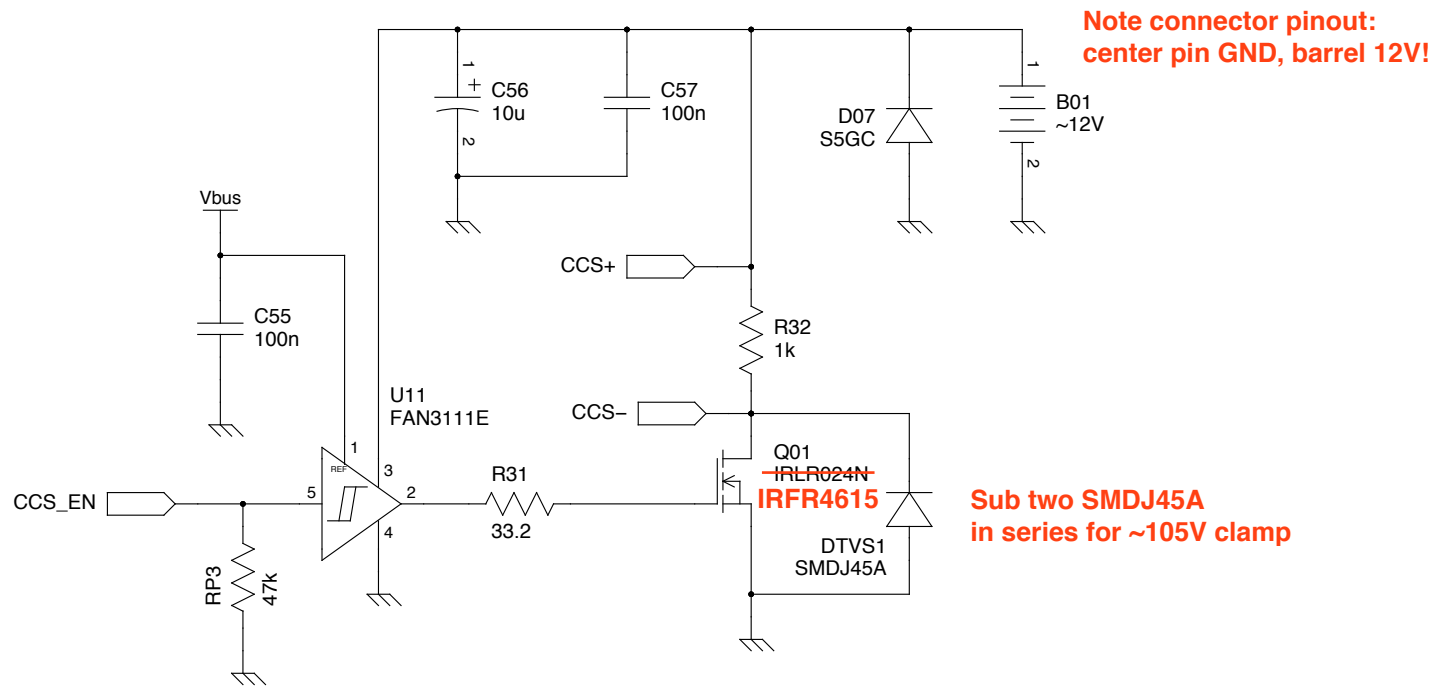 Note connector pinout:
center pin GND, barrel 12V!
1
+
C56
10u
2
C57
100n
D07
S5GC
1
B01
~12V
2
Vbus
CCS+
C55
100n
R32
1k
U11
FAN3111E
CCS−
1
REF
3
Q01
IRLR024N
IRFR4615
R31
33.2
CCS_EN
5
2
4
Sub two SMDJ45A
in series for ~105V clamp
DTVS1
SMDJ45A
RP3
47k